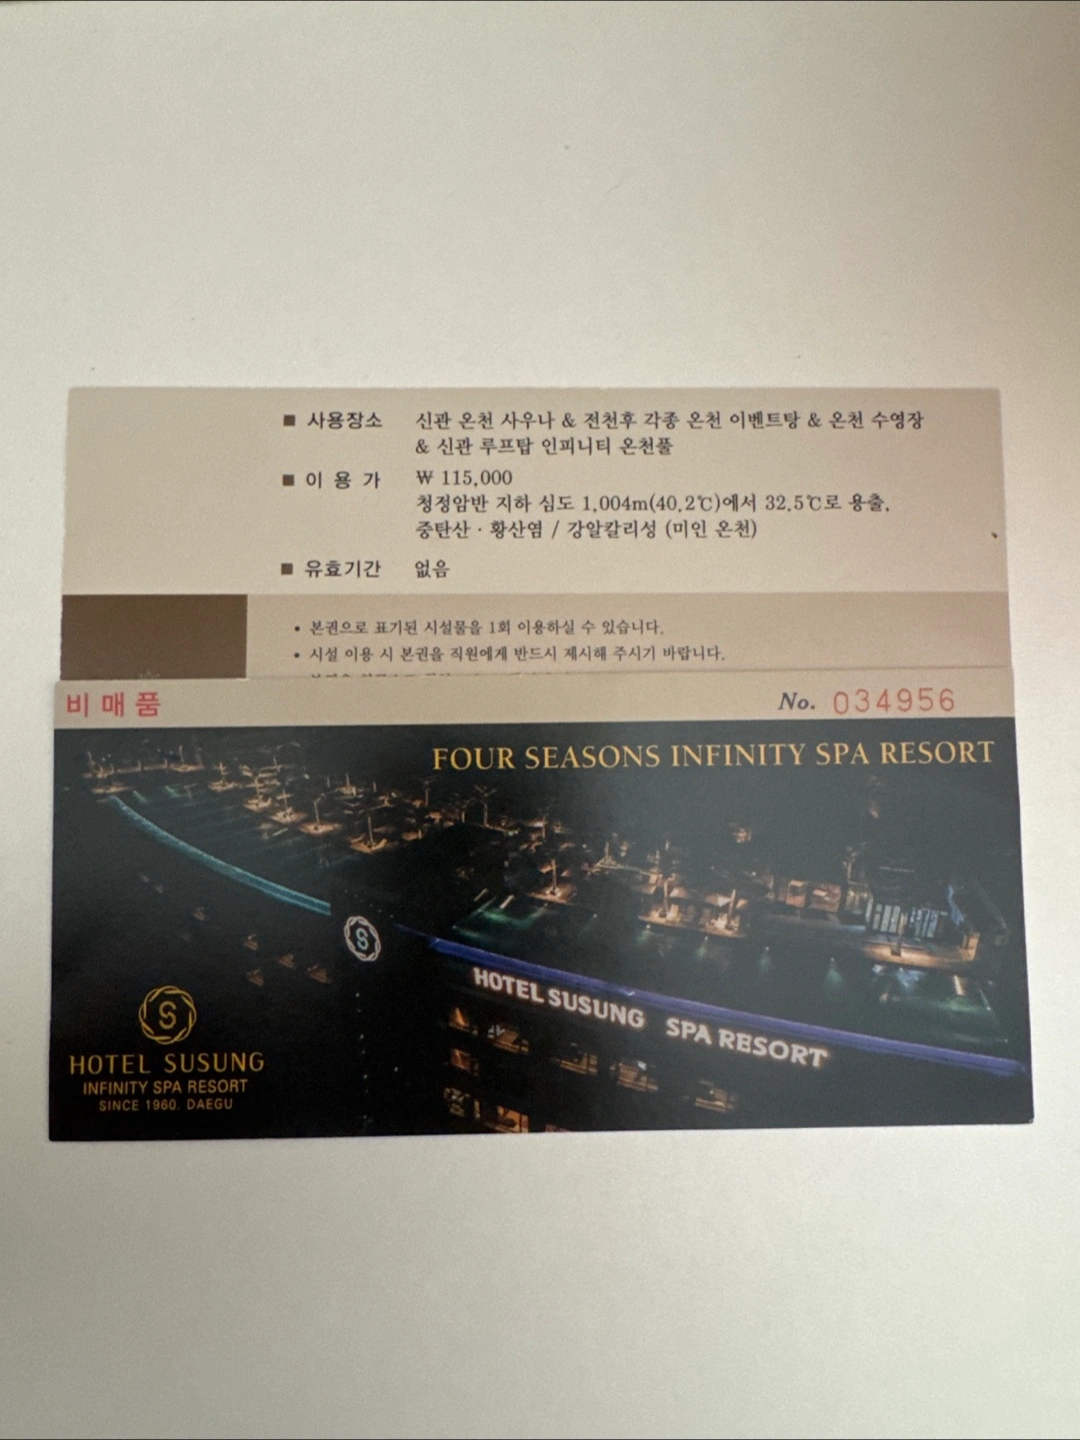 ■ 사용장소 신관 온천 사우나 & 전천후 각종 온천 이벤트탕 & 온천 수영장
& 신관 루프탑 인피니티 온천풀
■ 이 용 가 ₩ 115,000
청정암반 지하 심도 1,004m(40.2℃)에서 32.5℃로 용출,
중탄산 · 황산염 / 강알칼리성 (미인 온천)
■ 유효기간 없음
• 본권으로 표기된 시설물을 1회 이용하실 수 있습니다.
• 시설 이용 시 본권을 직원에게 반드시 제시해 주시기 바랍니다.
비매품 No. 034956
FOUR SEASONS INFINITY SPA RESORT
S
HOTEL SUSUNG SPA RESORT
S
HOTEL SUSUNG
INFINITY SPA RESORT
SINCE 1960. DAEGU